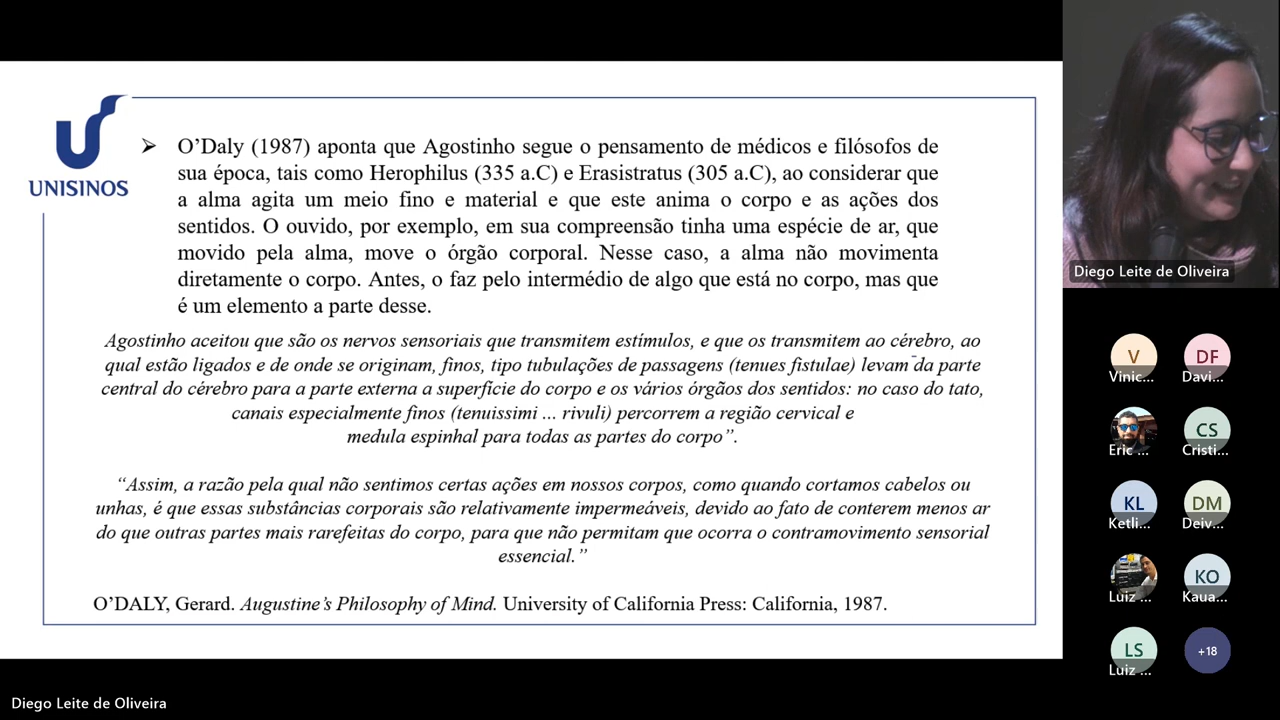 UNISINOS
➢ O’Daly (1987) aponta que Agostinho segue o pensamento de médicos e filósofos de
sua época, tais como Herophilus (335 a.C) e Erasistratus (305 a.C), ao considerar que
a alma agita um meio fino e material e que este anima o corpo e as ações dos
sentidos. O ouvido, por exemplo, em sua compreensão tinha uma espécie de ar, que
movido pela alma, move o órgão corporal. Nesse caso, a alma não movimenta
diretamente o corpo. Antes, o faz pelo intermédio de algo que está no corpo, mas que
é um elemento a parte desse.
Agostinho aceitou que são os nervos sensoriais que transmitem estímulos, e que os transmitem ao cérebro, ao
qual estão ligados e de onde se originam, finos, tipo tubulações de passagens (tenues fistulae) levam da parte
central do cérebro para a parte externa a superfície do corpo e os vários órgãos dos sentidos: no caso do tato,
canais especialmente finos (tenuissimi ... rivuli) percorrem a região cervical e
medula espinhal para todas as partes do corpo”.
“Assim, a razão pela qual não sentimos certas ações em nossos corpos, como quando cortamos cabelos ou
unhas, é que essas substâncias corporais são relativamente impermeáveis, devido ao fato de conterem menos ar
do que outras partes mais rarefeitas do corpo, para que não permitam que ocorra o contramovimento sensorial
essencial.”
O’DALY, Gerard. Augustine’s Philosophy of Mind. University of California Press: California, 1987.
Diego Leite de Oliveira
V
Vinic...
DF
Davi...
Eric ...
CS
Cristi...
KL
Ketli...
DM
Deiv...
Luiz ...
KO
Kaua...
LS
Luiz ...
+18
Diego Leite de Oliveira